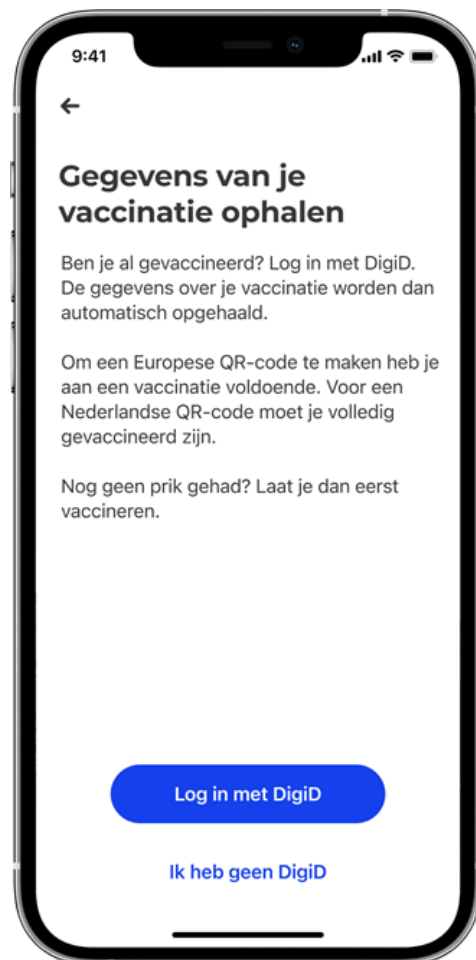 9:41
Gegevens van je
vaccinatie ophalen
Ben je al gevaccineerd? Log in met DigiD.
De gegevens over je vaccinatie worden dan
automatisch opgehaald.
Om een Europese QR-code te maken heb je
aan een vaccinatie voldoende. Voor een
Nederlandse QR-code moet je volledig
gevaccineerd zijn.
Nog geen prik gehad? Laat je dan eerst
vaccineren.
Log in met DigiD
Ik heb geen DigiD